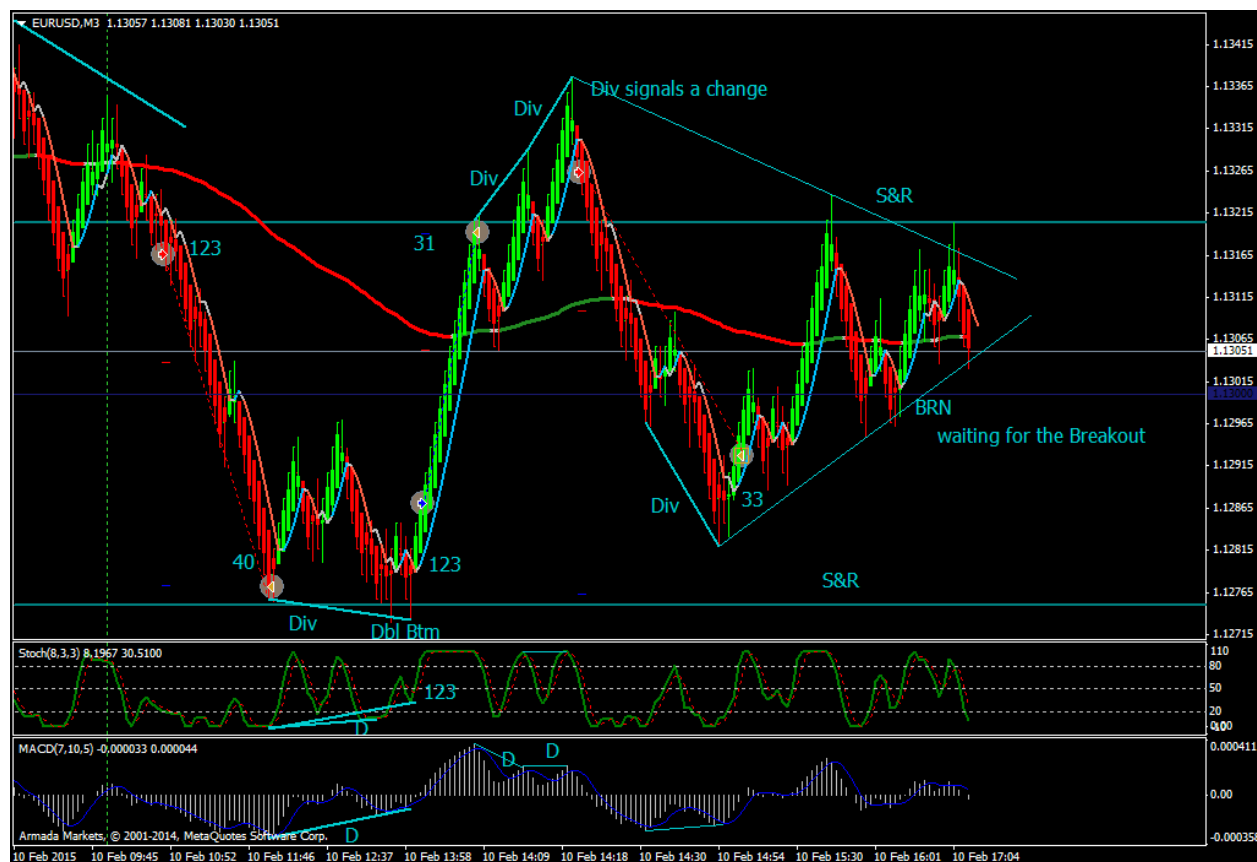 EURUSD,M3 1.13057 1.13081 1.13030 1.13051
1.13415
1.13365
1.13315
1.13265
1.13215
1.13165
1.13115
1.13065
1.13051
1.13015
1.13000
1.12965
1.12915
1.12865
1.12815
1.12765
1.12715
Div signals a change
Div
Div
S&R
123
31
BRN
waiting for the Breakout
Div
33
40
123
S&R
Div
Dbl Btm
Stoch(8,3,3) 8.1967 30.5100
110
80
50
20
123
D
MACD(7,10,5) -0.000033 0.000044
0.000411
0.00
-0.000358
D
D
D
Armada Markets, © 2001-2014, MetaQuotes Software Corp.
10 Feb 2015 10 Feb 09:45 10 Feb 10:52 10 Feb 11:46 10 Feb 12:37 10 Feb 13:58 10 Feb 14:09 10 Feb 14:18 10 Feb 14:30 10 Feb 14:54 10 Feb 15:30 10 Feb 16:01 10 Feb 17:04